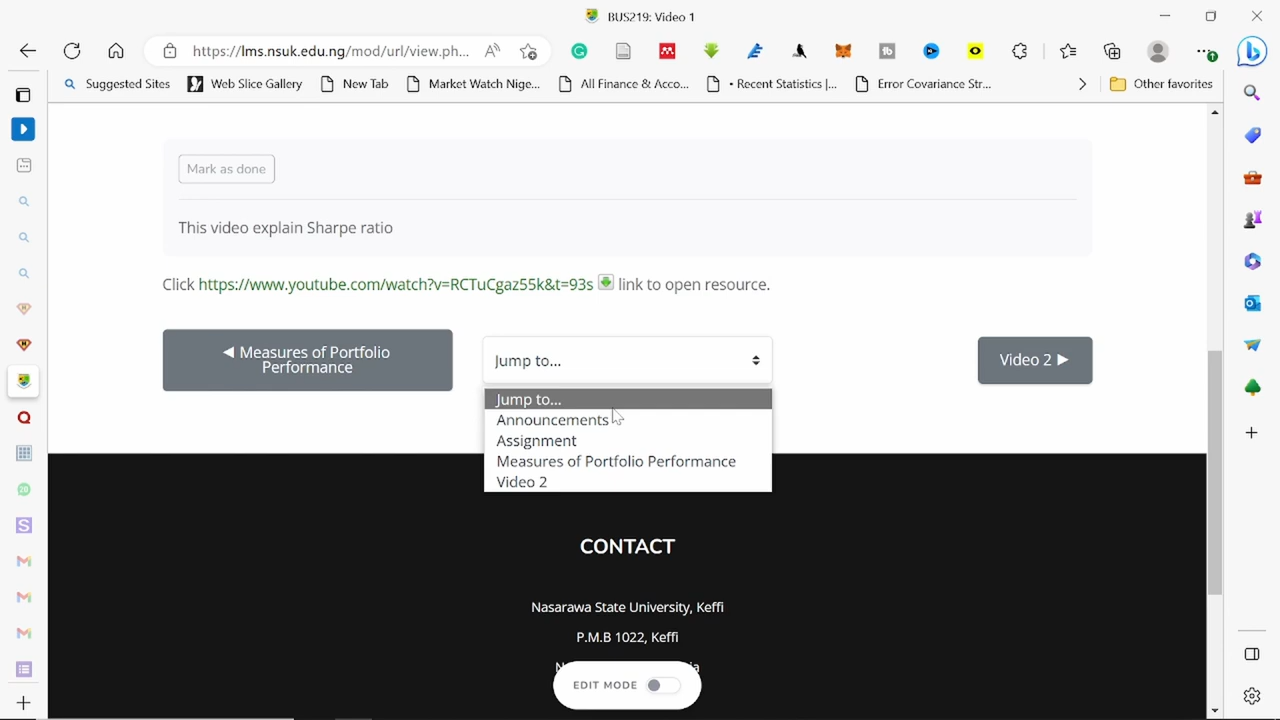 BUS219: Video 1
https://lms.nsuk.edu.ng/mod/url/view.ph...
Suggested Sites
Web Slice Gallery
New Tab
Market Watch Nige...
All Finance & Acco...
• Recent Statistics |...
Error Covariance Str...
Other favorites
Mark as done
This video explain Sharpe ratio
Click https://www.youtube.com/watch?v=RCTuCgaz55k&t=93s link to open resource.
◄ Measures of Portfolio
Performance
Jump to...
Video 2 ►
Jump to...
Announcements
Assignment
Measures of Portfolio Performance
Video 2
CONTACT
Nasarawa State University, Keffi
P.M.B 1022, Keffi
EDIT MODE